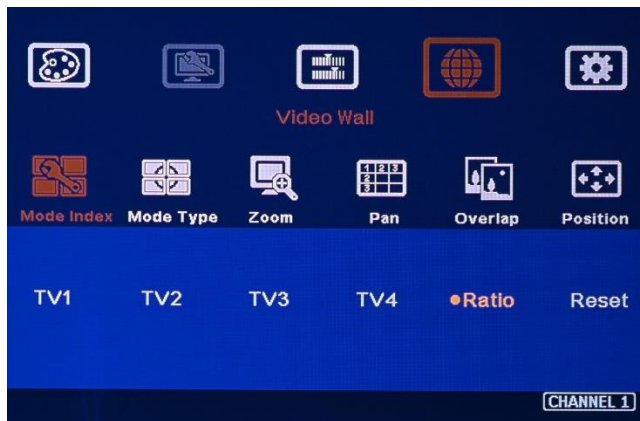 Video Wall
Mode Index Mode Type Zoom Pan Overlap Position
TV1 TV2 TV3 TV4 Ratio Reset
CHANNEL 1